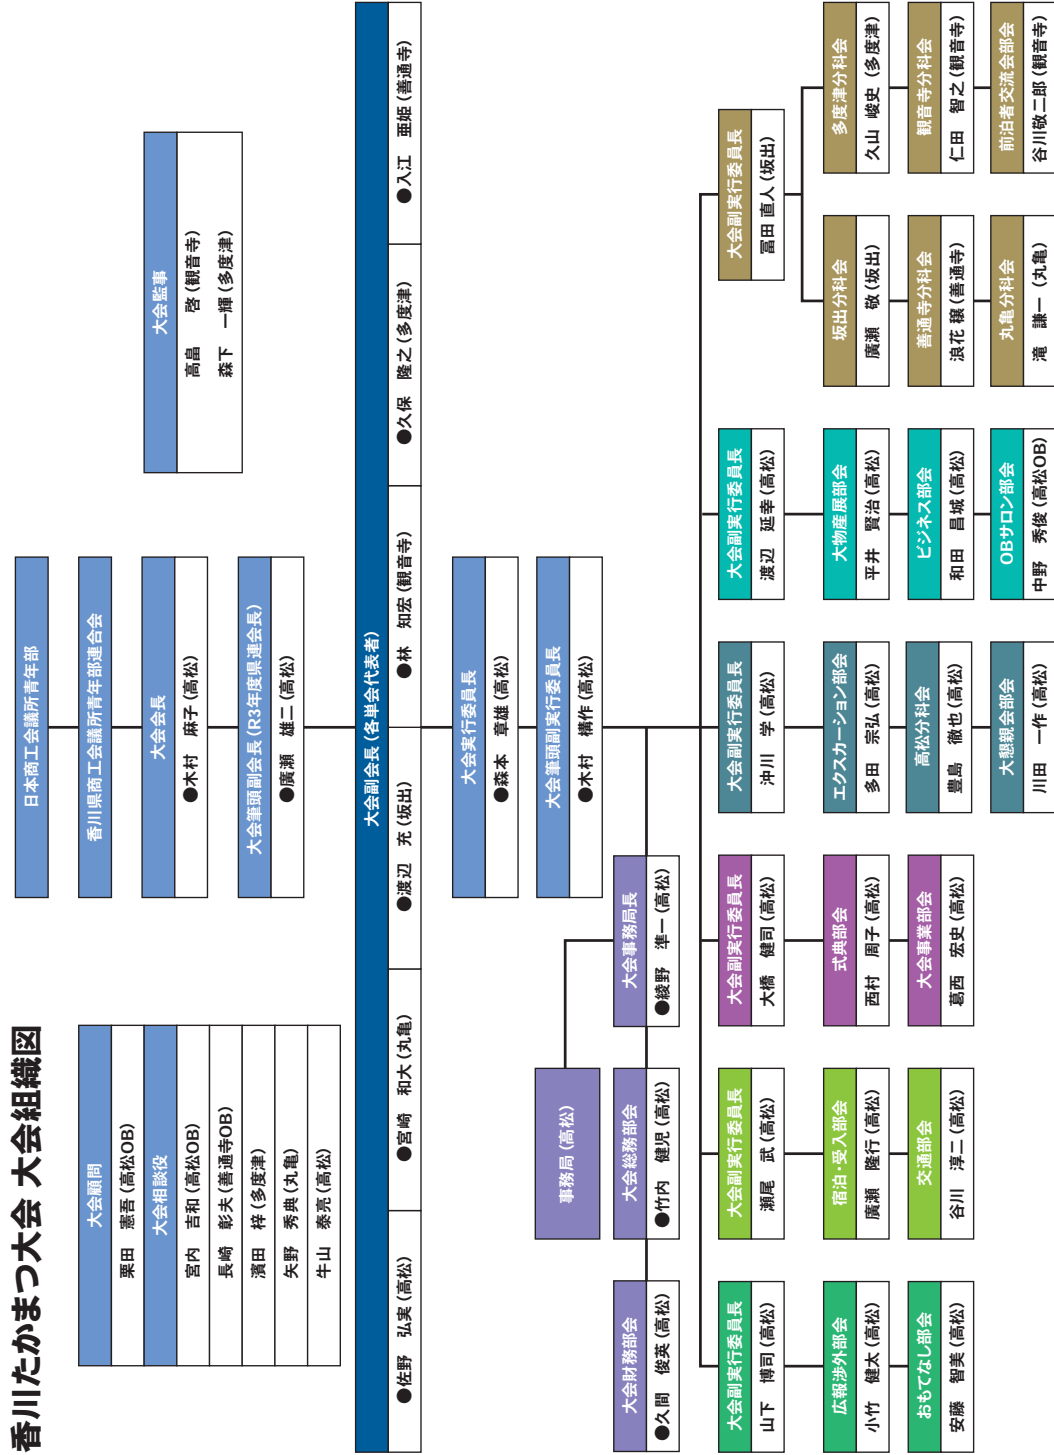 香川たかまつ大会 大会組織図
日本商工会議所青年部
香川県商工会議所青年部連合会
大会会長
●木村　麻子（高松）
大会筆頭副会長（R3年度県連会長）
●廣瀬　雄二（高松）
大会顧問
栗田　憲吾（高松OB）
大会相談役
宮内　吉和（高松OB）
長崎　彰夫（善通寺OB）
濱田　梓（多度津）
矢野　秀典（丸亀）
牛山　泰亮（高松）
大会監事
高畠　啓（観音寺）
森下　一輝（多度津）
大会副会長（各単会代表者）
●佐野　弘実（高松）
●宮崎　和大（丸亀）
●渡辺　充（坂出）
●林　知宏（観音寺）
●久保　隆之（多度津）
●入江　亜姫（善通寺）
大会実行委員長
●森本　章雄（高松）
大会筆頭副実行委員長
●木村　構作（高松）
事務局（高松）
大会財務部会
●久間　俊英（高松）
大会総務部会
●竹内　健児（高松）
大会事務局長
●綾野　準一（高松）
大会副実行委員長
山下　博司（高松）
広報渉外部会
小竹　健太（高松）
おもてなし部会
安藤　智美（高松）
大会副実行委員長
瀬尾　武（高松）
宿泊・受入部会
廣瀬　隆行（高松）
交通部会
谷川　淳二（高松）
大会副実行委員長
大橋　健司（高松）
式典部会
西村　周子（高松）
大会事業部会
葛西　宏史（高松）
大会副実行委員長
沖川　学（高松）
エクスカーション部会
多田　宗弘（高松）
高松分科会
豊島　徹也（高松）
大懇親会部会
川田　一作（高松）
大会副実行委員長
渡辺　延幸（高松）
大物産展部会
平井　賢治（高松）
ビジネス部会
和田　昌城（高松）
OBサロン部会
中野　秀俊（高松OB）
大会副実行委員長
冨田 直人（坂出）
坂出分科会
廣瀬　敬（坂出）
善通寺分科会
浪花 穣（善通寺）
丸亀分科会
滝　謙一（丸亀）
多度津分科会
久山　峻史（多度津）
観音寺分科会
仁田　智之（観音寺）
前泊者交流会部会
谷川敬二郎（観音寺）